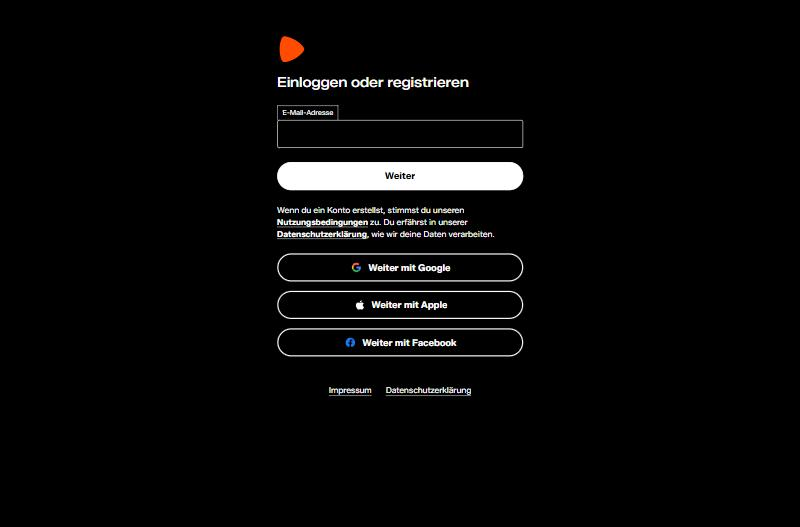 Einloggen oder registrieren
E-Mail-Adresse
Weiter
Wenn du ein Konto erstellst, stimmst du unseren
Nutzungsbedingungen zu. Du erfährst in unserer
Datenschutzerklärung, wie wir deine Daten verarbeiten.
Weiter mit Google
Weiter mit Apple
Weiter mit Facebook
Impressum Datenschutzerklärung